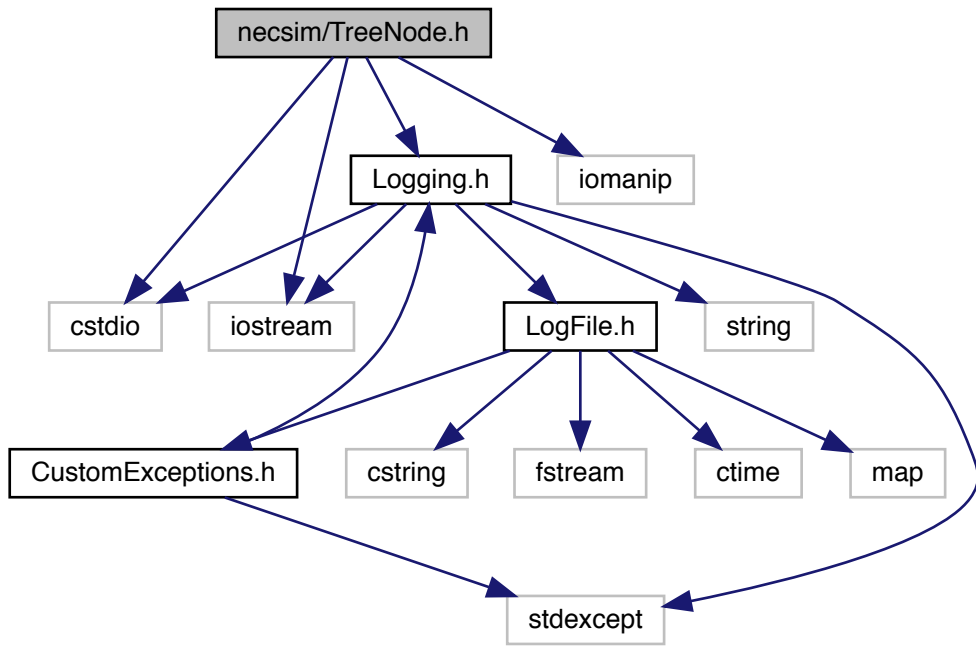 necsim/TreeNode.h
Logging.h
iomanip
cstdio
iostream
LogFile.h
string
CustomExceptions.h
cstring
fstream
ctime
map
stdexcept